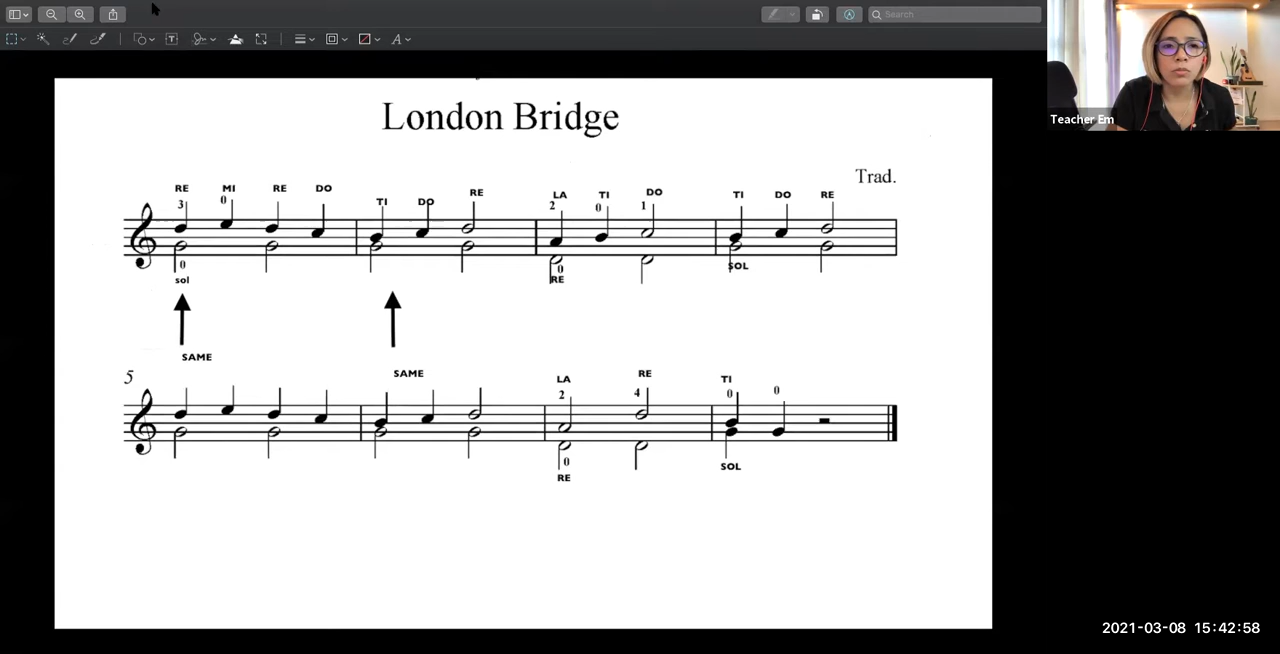 Search
Teacher Em
London Bridge
Trad.
RE MI RE DO TI DO RE LA TI DO TI DO RE
3 0 2 0 1
0 0
sol RE SOL
SAME
5 SAME LA RE TI
2 4 0 0
0
RE SOL
2021-03-08 15:42:58